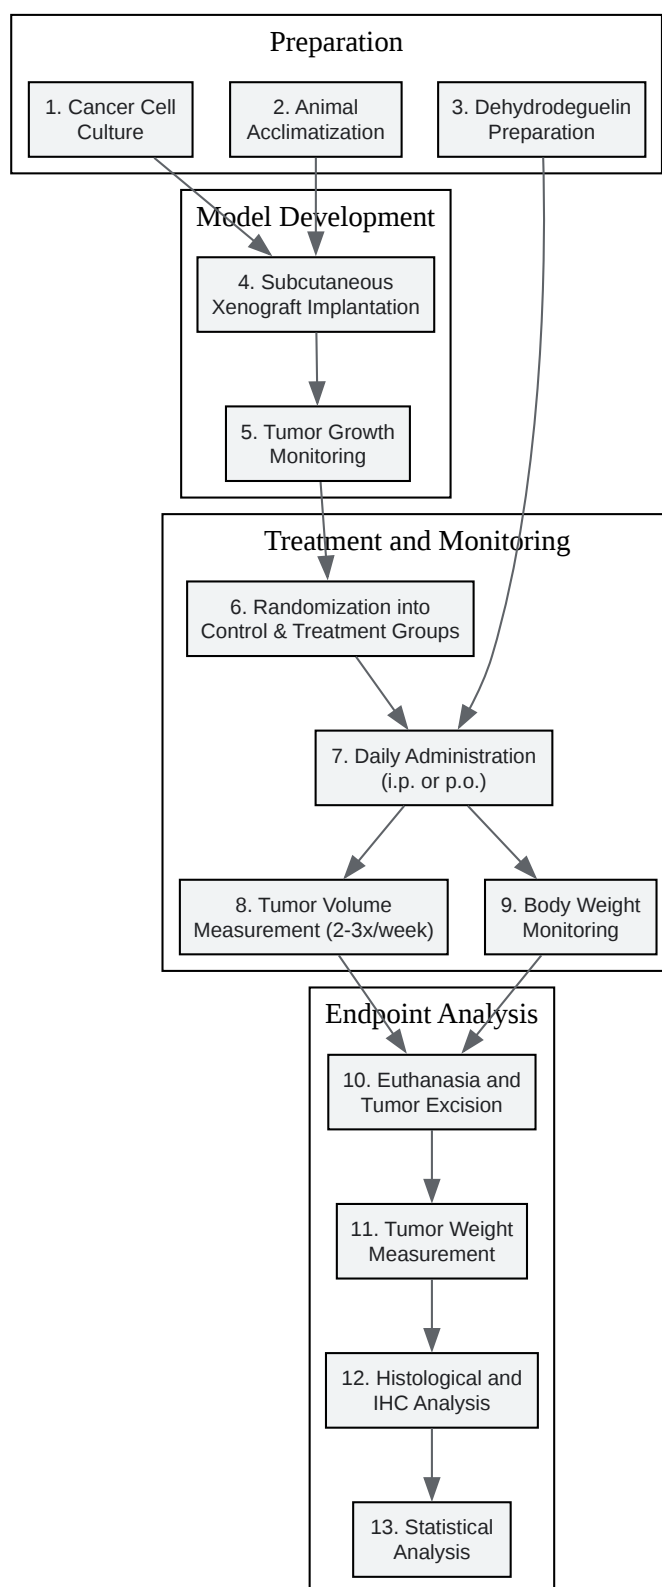 Preparation
1. Cancer Cell
Culture
2. Animal
Acclimatization
3. Dehydrodeguelin
Preparation
Model Development
4. Subcutaneous
Xenograft Implantation
5. Tumor Growth
Monitoring
Treatment and Monitoring
6. Randomization into
Control & Treatment Groups
7. Daily Administration
(i.p. or p.o.)
8. Tumor Volume
Measurement (2-3x/week)
9. Body Weight
Monitoring
Endpoint Analysis
10. Euthanasia and
Tumor Excision
11. Tumor Weight
Measurement
12. Histological and
IHC Analysis
13. Statistical
Analysis